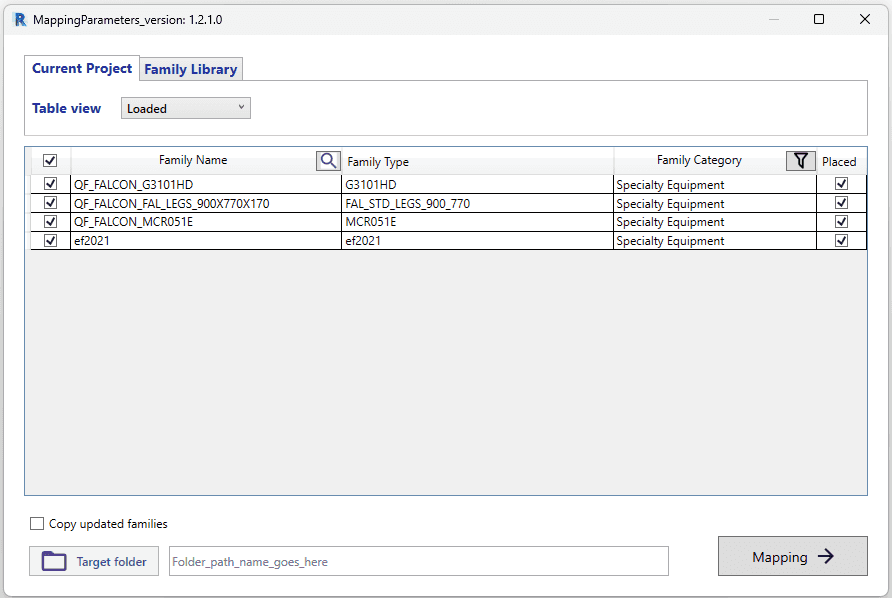 R MappingParameters_version: 1.2.1.0
Current Project Family Library
Table view Loaded
Family Name Family Type Family Category Placed
QF_FALCON_G3101HD G3101HD Specialty Equipment
QF_FALCON_FAL_LEGS_900X770X170 FAL_STD_LEGS_900_770 Specialty Equipment
QF_FALCON_MCR051E MCR051E Specialty Equipment
ef2021 ef2021 Specialty Equipment
Copy updated families
Target folder Folder_path_name_goes_here Mapping